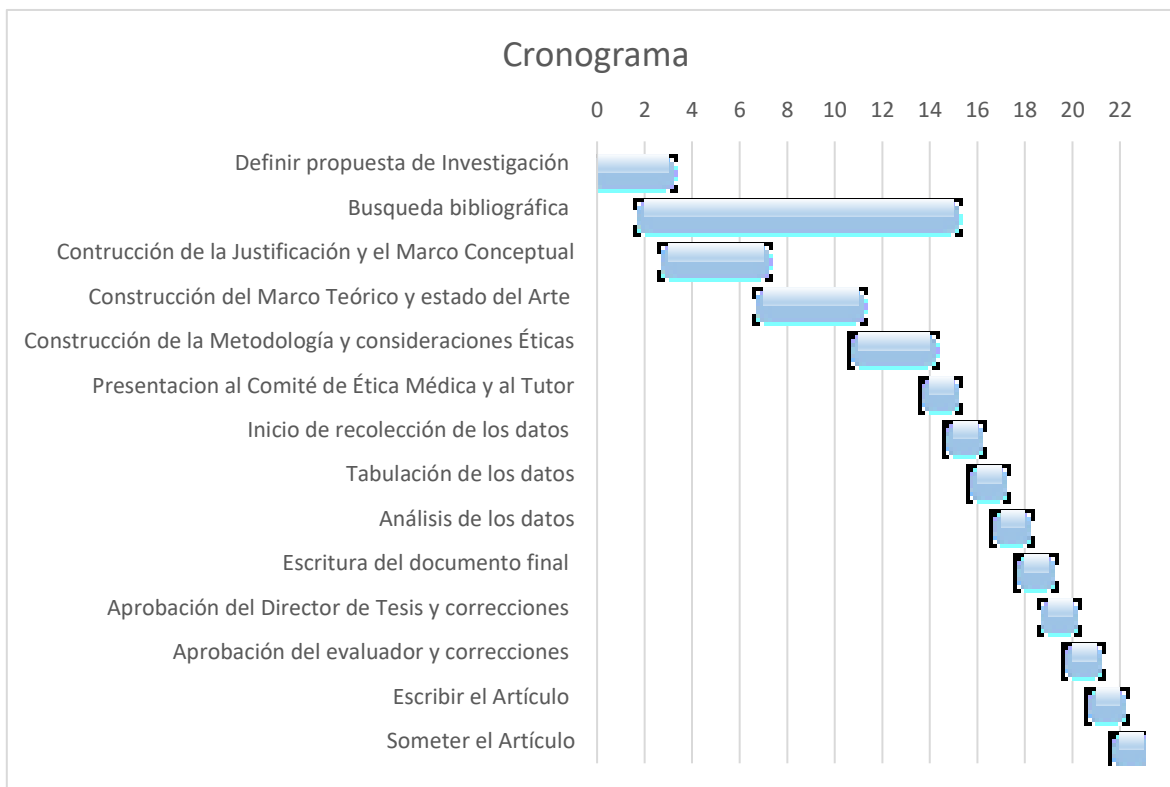 Cronograma
0 2 4 6 8 10 12 14 16 18 20 22
Definir propuesta de Investigación
Busqueda bibliográfica
Contrucción de la Justificación y el Marco Conceptual
Construcción del Marco Teórico y estado del Arte
Construcción de la Metodología y consideraciones Éticas
Presentacion al Comité de Ética Médica y al Tutor
Inicio de recolección de los datos
Tabulación de los datos
Análisis de los datos
Escritura del documento final
Aprobación del Director de Tesis y correcciones
Aprobación del evaluador y correcciones
Escribir el Artículo
Someter el Artículo